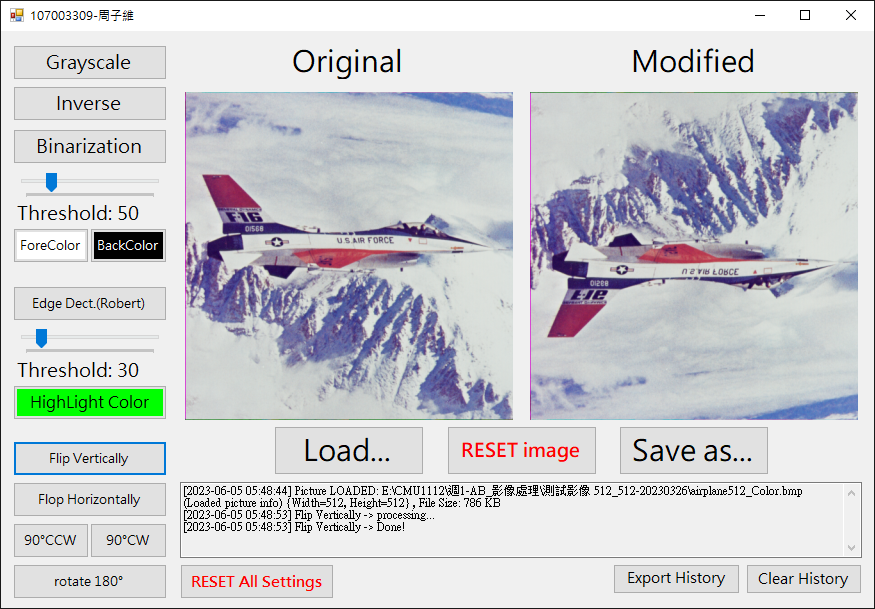 107003309-周子維
Grayscale
Inverse
Binarization
Threshold: 50
ForeColor
BackColor
Edge Dect.(Robert)
Threshold: 30
HighLight Color
Flip Vertically
Flop Horizontally
90°CCW
90°CW
rotate 180°
Original
Modified
F-16
01568
U.S. AIR FORCE
F-16
U.S. AIR FORCE
Load...
RESET image
Save as...
[2023-06-05 05:48:44] Picture LOADED: E:\CMU1112\週1-AB_影像處理\測試影像 512_512-20230326\airplane512_Color.bmp
(Loaded picture info) {Width=512, Height=512} , File Size: 786 KB
[2023-06-05 05:48:53] Flip Vertically -> processing...
[2023-06-05 05:48:53] Flip Vertically -> Done!
RESET All Settings
Export History
Clear History